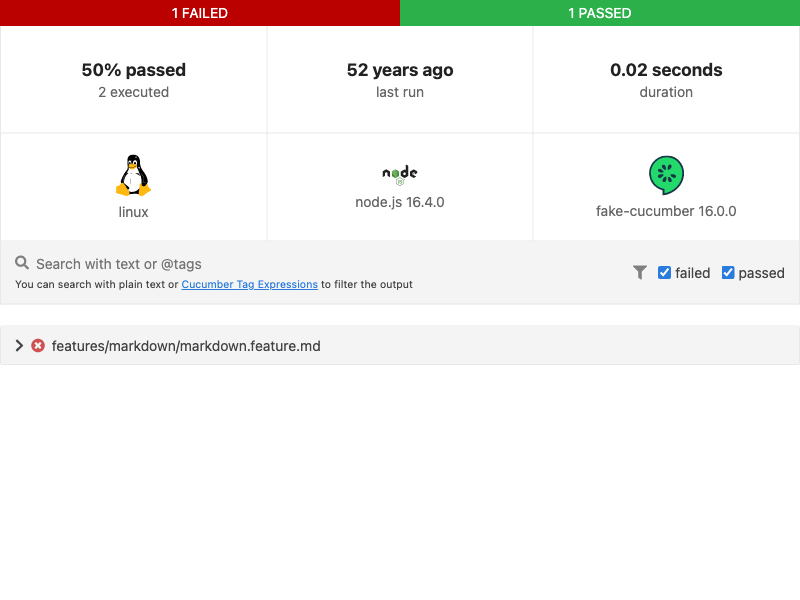 1 FAILED
1 PASSED
50% passed
2 executed
52 years ago
last run
0.02 seconds
duration
linux
node
node.js 16.4.0
fake-cucumber 16.0.0
Search with text or @tags
You can search with plain text or Cucumber Tag Expressions to filter the output
failed
passed
features/markdown/markdown.feature.md